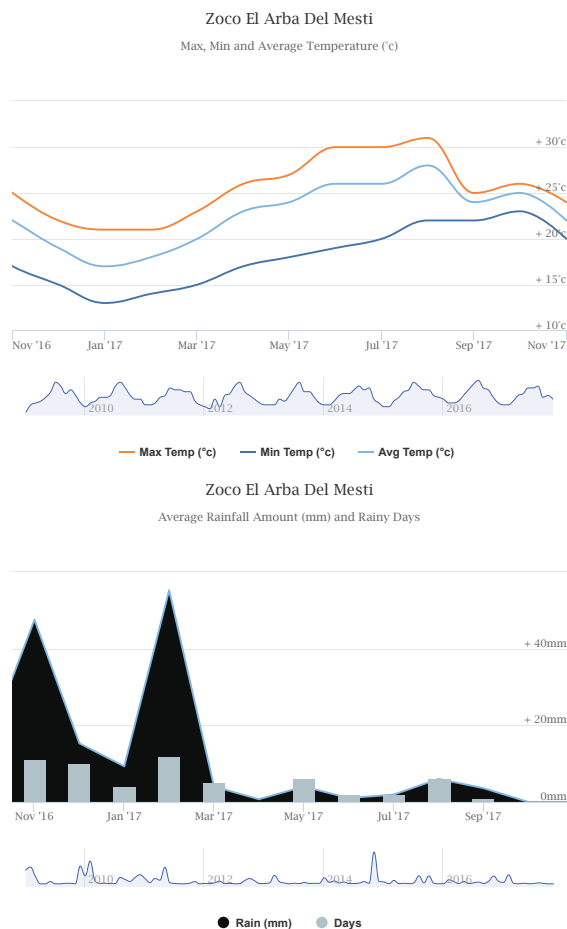 Zoco El Arba Del Mesti
Max, Min and Average Temperature (°c)
+ 30°c
+ 25°c
+ 20°c
+ 15°c
+ 10°c
Nov '16 Jan '17 Mar '17 May '17 Jul '17 Sep '17 Nov '17
2010 2012 2014 2016
Max Temp (°c) Min Temp (°c) Avg Temp (°c)
Zoco El Arba Del Mesti
Average Rainfall Amount (mm) and Rainy Days
+ 40mm
+ 20mm
0mm
Nov '16 Jan '17 Mar '17 May '17 Jul '17 Sep '17
2010 2012 2014 2016
Rain (mm) Days